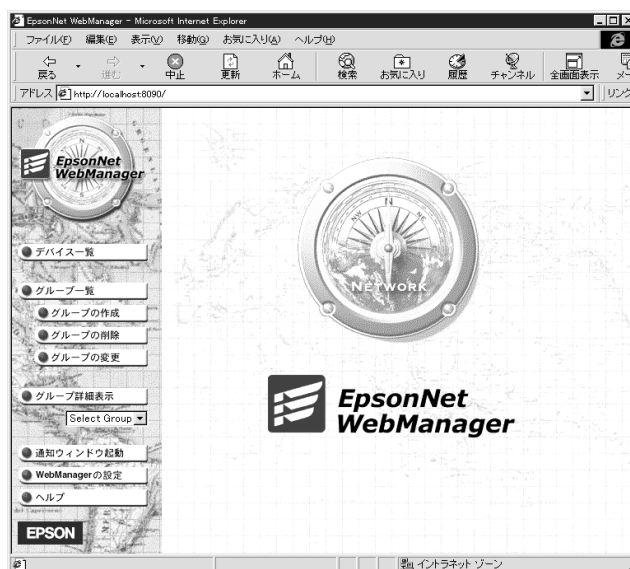 EpsonNet WebManager - Microsoft Internet Explorer
ファイル(F) 編集(E) 表示(V) 移動(G) お気に入り(A) ヘルプ(H)
戻る 進む 中止 更新 ホーム 検索 お気に入り 履歴 チャンネル 全画面表示
アドレス http://localhost:8090/ リンク
EpsonNet
WebManager
デバイス一覧
グループ一覧
グループの作成
グループの削除
グループの変更
グループ詳細表示
Select Group
通知ウィンドウ起動
WebManagerの設定
ヘルプ
EPSON
N
NW
NE
NETWORK
EpsonNet
WebManager
イントラネット ゾーン